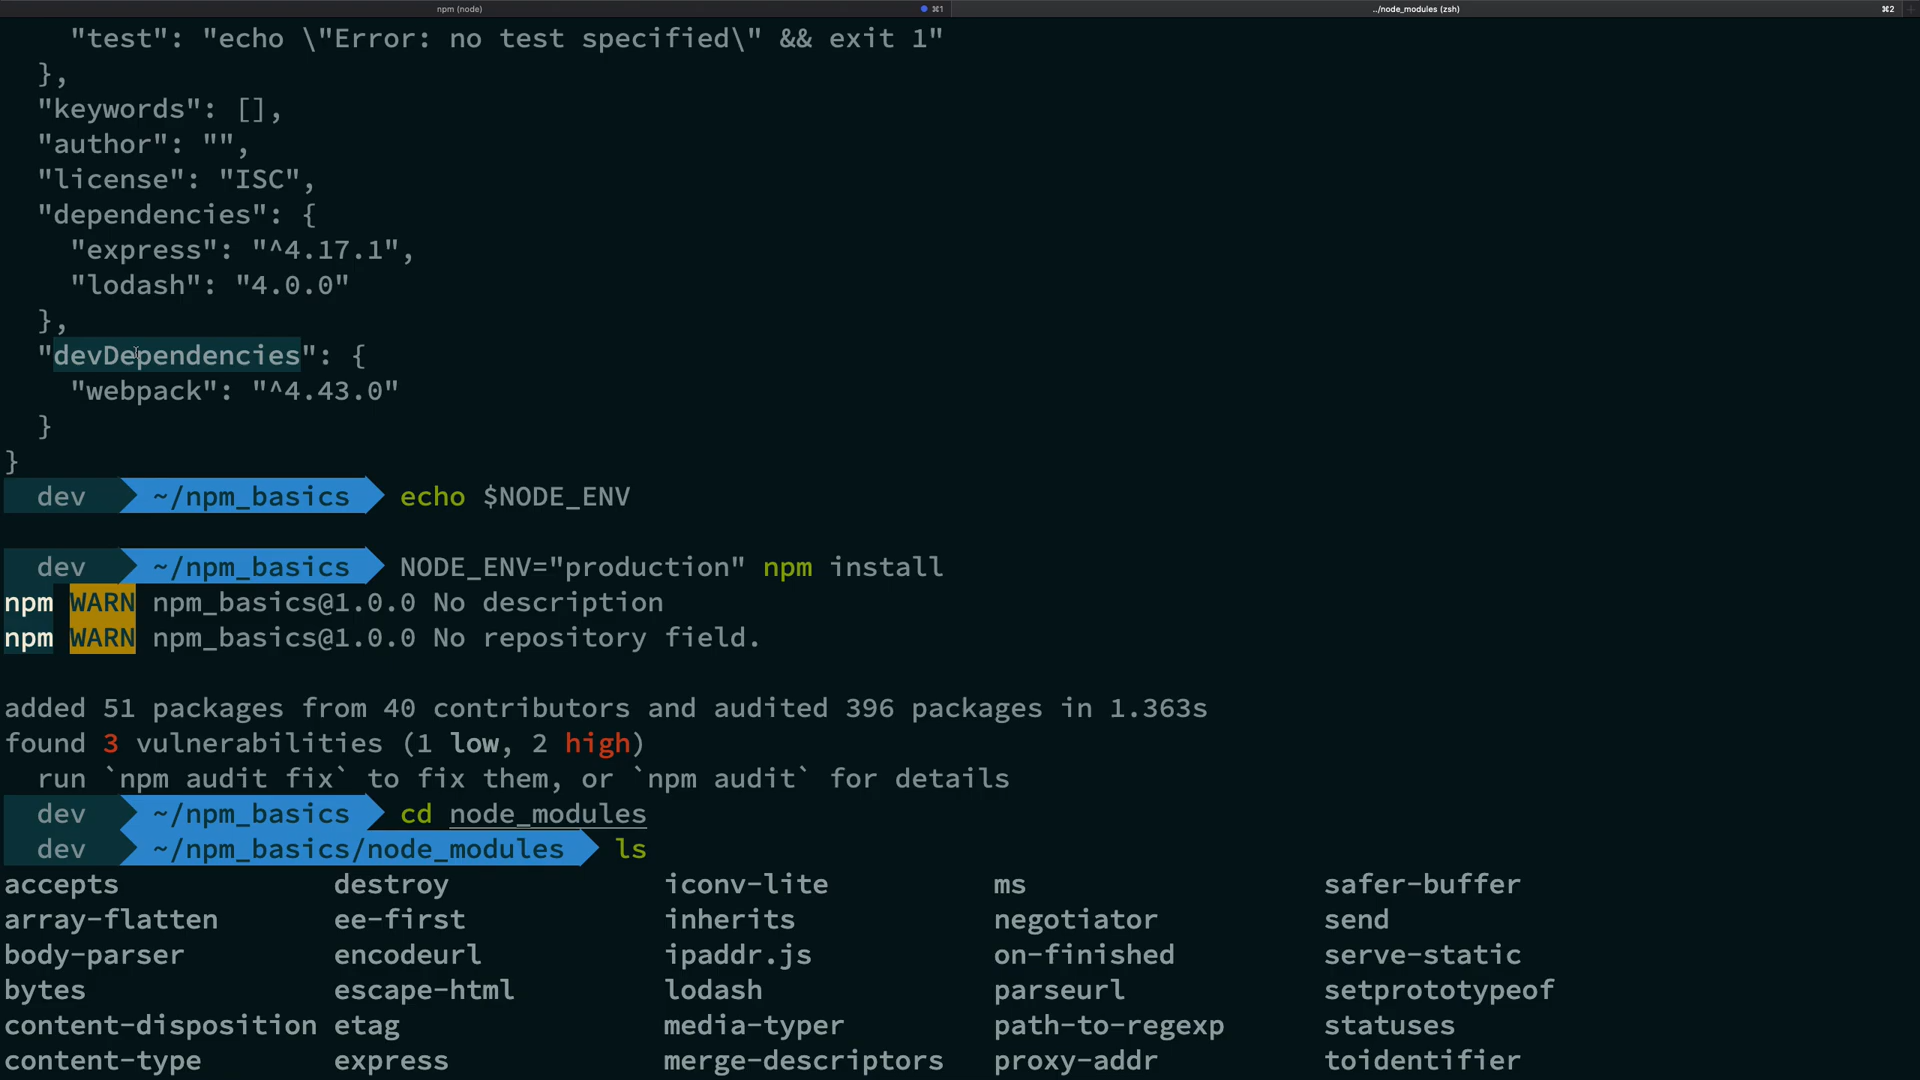 npm (node) ⌘1 ../node_modules (zsh) ⌘2
"test": "echo \"Error: no test specified\" && exit 1"
},
"keywords": [],
"author": "",
"license": "ISC",
"dependencies": {
"express": "^4.17.1",
"lodash": "4.0.0"
},
"devDependencies": {
"webpack": "^4.43.0"
}
}
dev ~/npm_basics echo $NODE_ENV
dev ~/npm_basics NODE_ENV="production" npm install
npm WARN npm_basics@1.0.0 No description
npm WARN npm_basics@1.0.0 No repository field.
added 51 packages from 40 contributors and audited 396 packages in 1.363s
found 3 vulnerabilities (1 low, 2 high)
run `npm audit fix` to fix them, or `npm audit` for details
dev ~/npm_basics cd node_modules
dev ~/npm_basics/node_modules ls
accepts destroy iconv-lite ms safer-buffer
array-flatten ee-first inherits negotiator send
body-parser encodeurl ipaddr.js on-finished serve-static
bytes escape-html lodash parseurl setprototypeof
content-disposition etag media-typer path-to-regexp statuses
content-type express merge-descriptors proxy-addr toidentifier